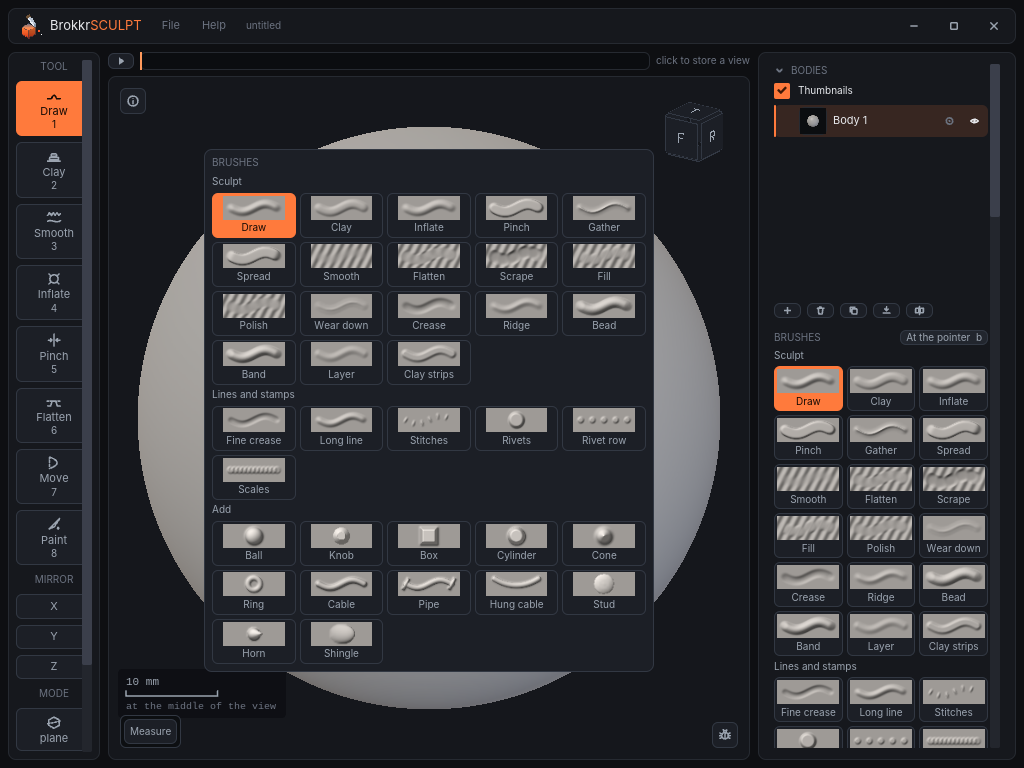 BrokkrSCULPT File Help untitled
TOOL
Draw
1
Clay
2
Smooth
3
Inflate
4
Pinch
5
Flatten
6
Move
7
Paint
8
MIRROR
X
Y
Z
MODE
plane
click to store a view
F R
BRUSHES
Sculpt
Draw Clay Inflate Pinch Gather
Spread Smooth Flatten Scrape Fill
Polish Wear down Crease Ridge Bead
Band Layer Clay strips
Lines and stamps
Fine crease Long line Stitches Rivets Rivet row
Scales
Add
Ball Knob Box Cylinder Cone
Ring Cable Pipe Hung cable Stud
Horn Shingle
10 mm
at the middle of the view
Measure
BODIES
Thumbnails
Body 1
BRUSHES At the pointer b
Sculpt
Draw Clay Inflate
Pinch Gather Spread
Smooth Flatten Scrape
Fill Polish Wear down
Crease Ridge Bead
Band Layer Clay strips
Lines and stamps
Fine crease Long line Stitches